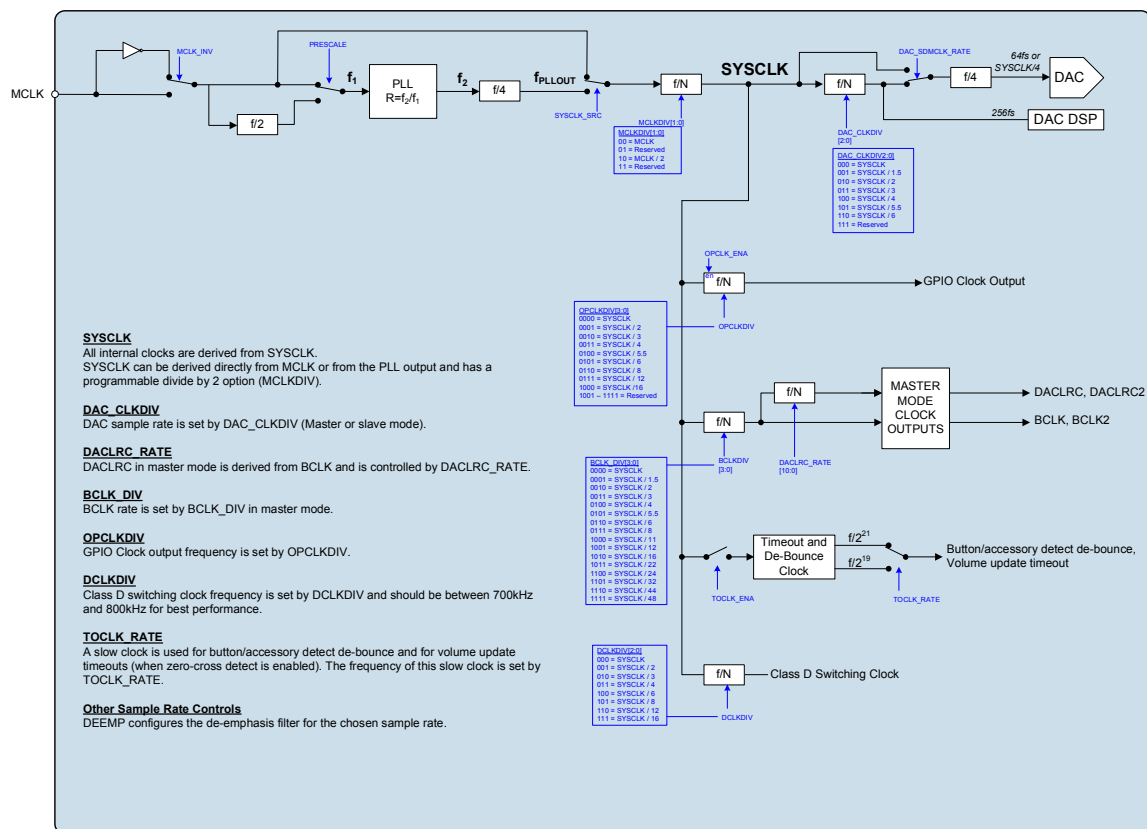 MCLK
MCLK_INV
PRESCALE
f/2
f1
PLL
R=f2/f1
f2
f/4
fPLLOUT
SYSCLK_SRC
f/N
MCLKDIV[1:0]
MCLKDIV[1:0]
00 = MCLK
01 = Reserved
10 = MCLK / 2
11 = Reserved
SYSCLK
f/N
DAC_CLKDIV
[2:0]
DAC_CLKDIV2:0]
000 = SYSCLK
001 = SYSCLK / 1.5
010 = SYSCLK / 2
011 = SYSCLK / 3
100 = SYSCLK / 4
101 = SYSCLK / 5.5
110 = SYSCLK / 6
111 = Reserved
DAC_SDMCLK_RATE
f/4
64fs or
SYSCLK/4
DAC
256fs
DAC DSP
OPCLK_ENA
en
f/N
GPIO Clock Output
OPCLKDIV
OPCLKDIV[3:0]
0000 = SYSCLK
0001 = SYSCLK / 2
0010 = SYSCLK / 3
0011 = SYSCLK / 4
0100 = SYSCLK / 5.5
0101 = SYSCLK / 6
0110 = SYSCLK / 8
0111 = SYSCLK / 12
1000 = SYSCLK /16
1001 – 1111 = Reserved
f/N
f/N
MASTER
MODE
CLOCK
OUTPUTS
DACLRC, DACLRC2
BCLK, BCLK2
BCLKDIV
[3:0]
DACLRC_RATE
[10:0]
BCLK_DIV[3:0]
0000 = SYSCLK
0001 = SYSCLK / 1.5
0010 = SYSCLK / 2
0011 = SYSCLK / 3
0100 = SYSCLK / 4
0101 = SYSCLK / 5.5
0110 = SYSCLK / 6
0111 = SYSCLK / 8
1000 = SYSCLK / 11
1001 = SYSCLK / 12
1010 = SYSCLK / 16
1011 = SYSCLK / 22
1100 = SYSCLK / 24
1101 = SYSCLK / 32
1110 = SYSCLK / 44
1111 = SYSCLK / 48
TOCLK_ENA
Timeout and
De-Bounce
Clock
f/2^21
f/2^19
TOCLK_RATE
Button/accessory detect de-bounce,
Volume update timeout
DCLKDIV[2:0]
000 = SYSCLK
001 = SYSCLK / 2
010 = SYSCLK / 3
011 = SYSCLK / 4
100 = SYSCLK / 6
101 = SYSCLK / 8
110 = SYSCLK / 12
111 = SYSCLK / 16
f/N
Class D Switching Clock
DCLKDIV
SYSCLK
All internal clocks are derived from SYSCLK.
SYSCLK can be derived directly from MCLK or from the PLL output and has a
programmable divide by 2 option (MCLKDIV).
DAC_CLKDIV
DAC sample rate is set by DAC_CLKDIV (Master or slave mode).
DACLRC_RATE
DACLRC in master mode is derived from BCLK and is controlled by DACLRC_RATE.
BCLK_DIV
BCLK rate is set by BCLK_DIV in master mode.
OPCLKDIV
GPIO Clock output frequency is set by OPCLKDIV.
DCLKDIV
Class D switching clock frequency is set by DCLKDIV and should be between 700kHz
and 800kHz for best performance.
TOCLK_RATE
A slow clock is used for button/accessory detect de-bounce and for volume update
timeouts (when zero-cross detect is enabled). The frequency of this slow clock is set by
TOCLK_RATE.
Other Sample Rate Controls
DEEMP configures the de-emphasis filter for the chosen sample rate.